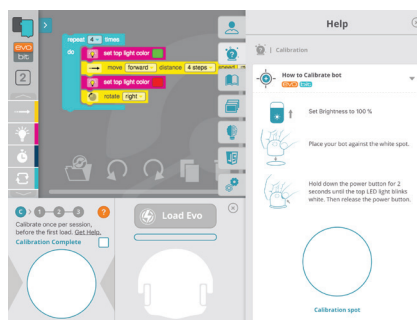 evo
bit
2
repeat 4 times
do set top light color
move forward distance 4 steps
set top light color
rotate right
C 1 2 3 ?
Calibrate once per session,
before the first load. Get Help.
Calibration Complete
Load Evo
Help
Calibration
How to Calibrate bot
EVO bit
Set Brightness to 100 %
Place your bot against the white spot.
Hold down the power button for 2
seconds until the top LED light blinks
white. Then release the power button.
Calibration spot